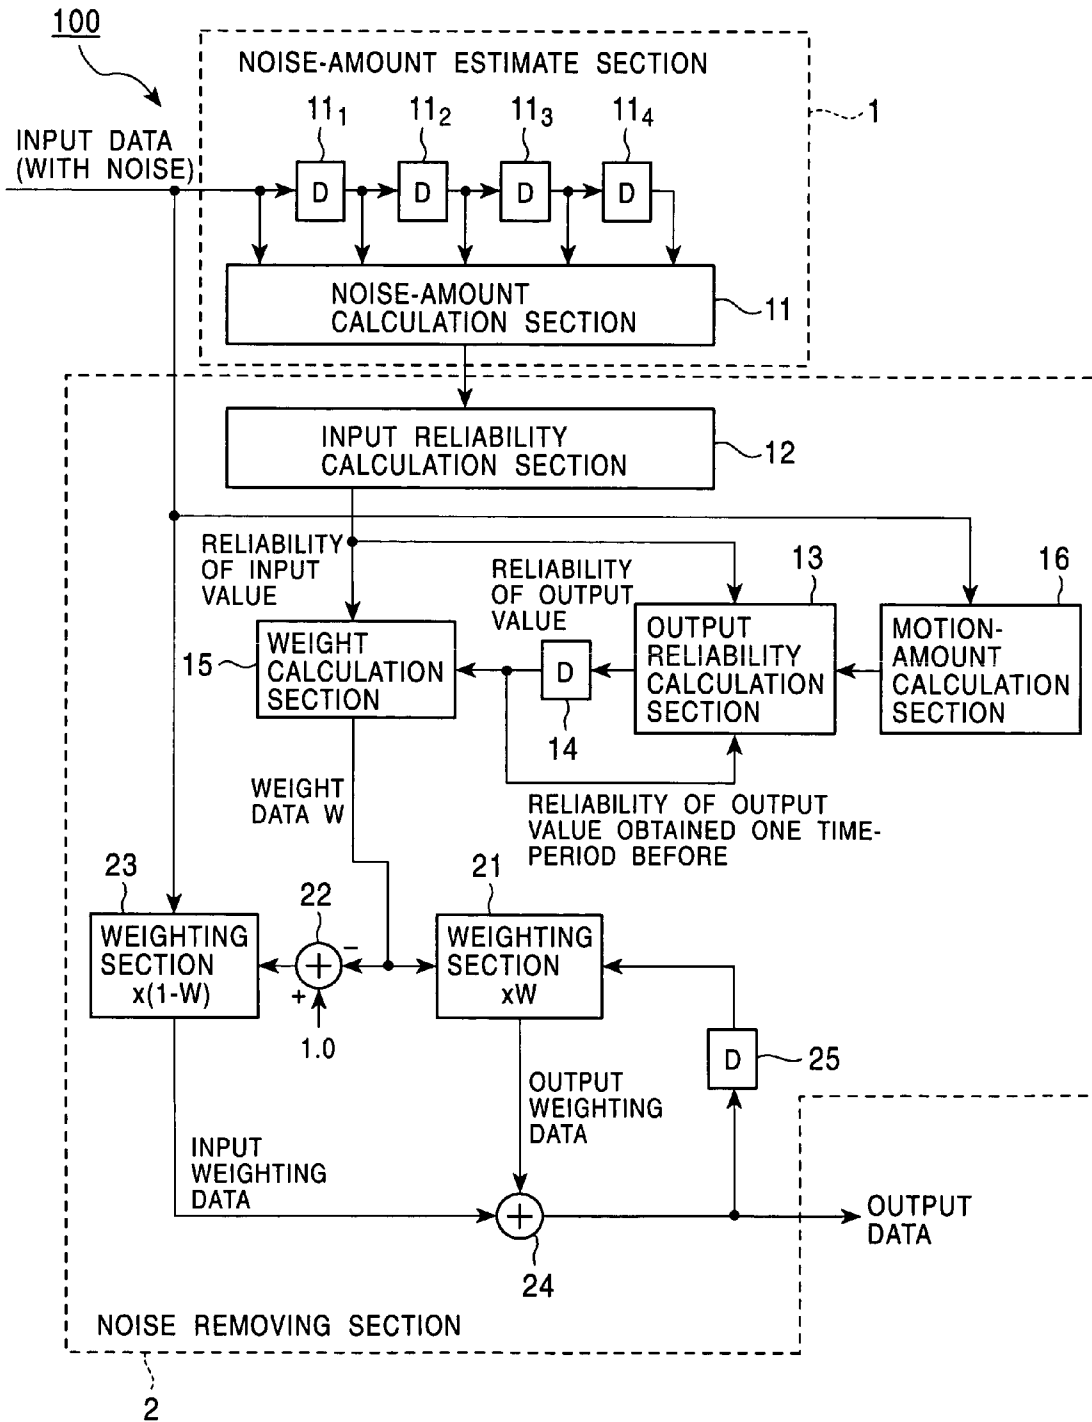 100
NOISE-AMOUNT ESTIMATE SECTION
1
INPUT DATA
(WITH NOISE)
11₁
11₂
11₃
11₄
D
D
D
D
NOISE-AMOUNT
CALCULATION SECTION
11
INPUT RELIABILITY
CALCULATION SECTION
12
RELIABILITY
OF INPUT
VALUE
RELIABILITY
OF OUTPUT
VALUE
13
16
15
WEIGHT
CALCULATION
SECTION
D
14
OUTPUT
RELIABILITY
CALCULATION
SECTION
MOTION-
AMOUNT
CALCULATION
SECTION
WEIGHT
DATA W
RELIABILITY OF OUTPUT
VALUE OBTAINED ONE TIME-
PERIOD BEFORE
23
22
21
WEIGHTING
SECTION
x(1-W)
+
−
+
1.0
WEIGHTING
SECTION
xW
D
25
OUTPUT
WEIGHTING
DATA
INPUT
WEIGHTING
DATA
+
24
OUTPUT
DATA
NOISE REMOVING SECTION
2